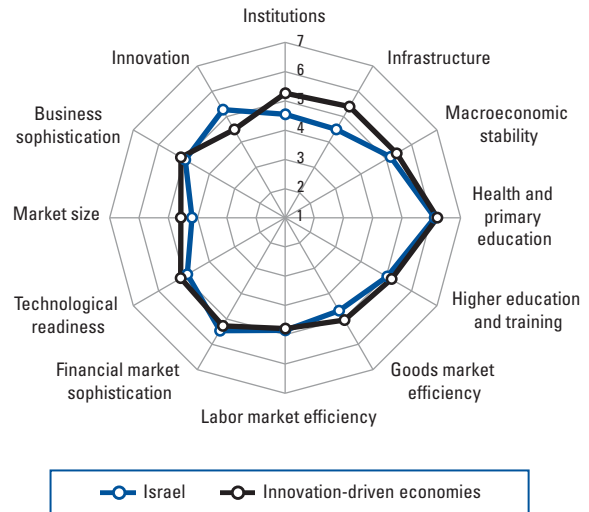 Institutions
7
6
5
4
3
2
1
Infrastructure
Macroeconomic
stability
Health and
primary
education
Higher education
and training
Goods market
efficiency
Labor market efficiency
Financial market
sophistication
Technological
readiness
Market size
Business
sophistication
Innovation
Israel
Innovation-driven economies